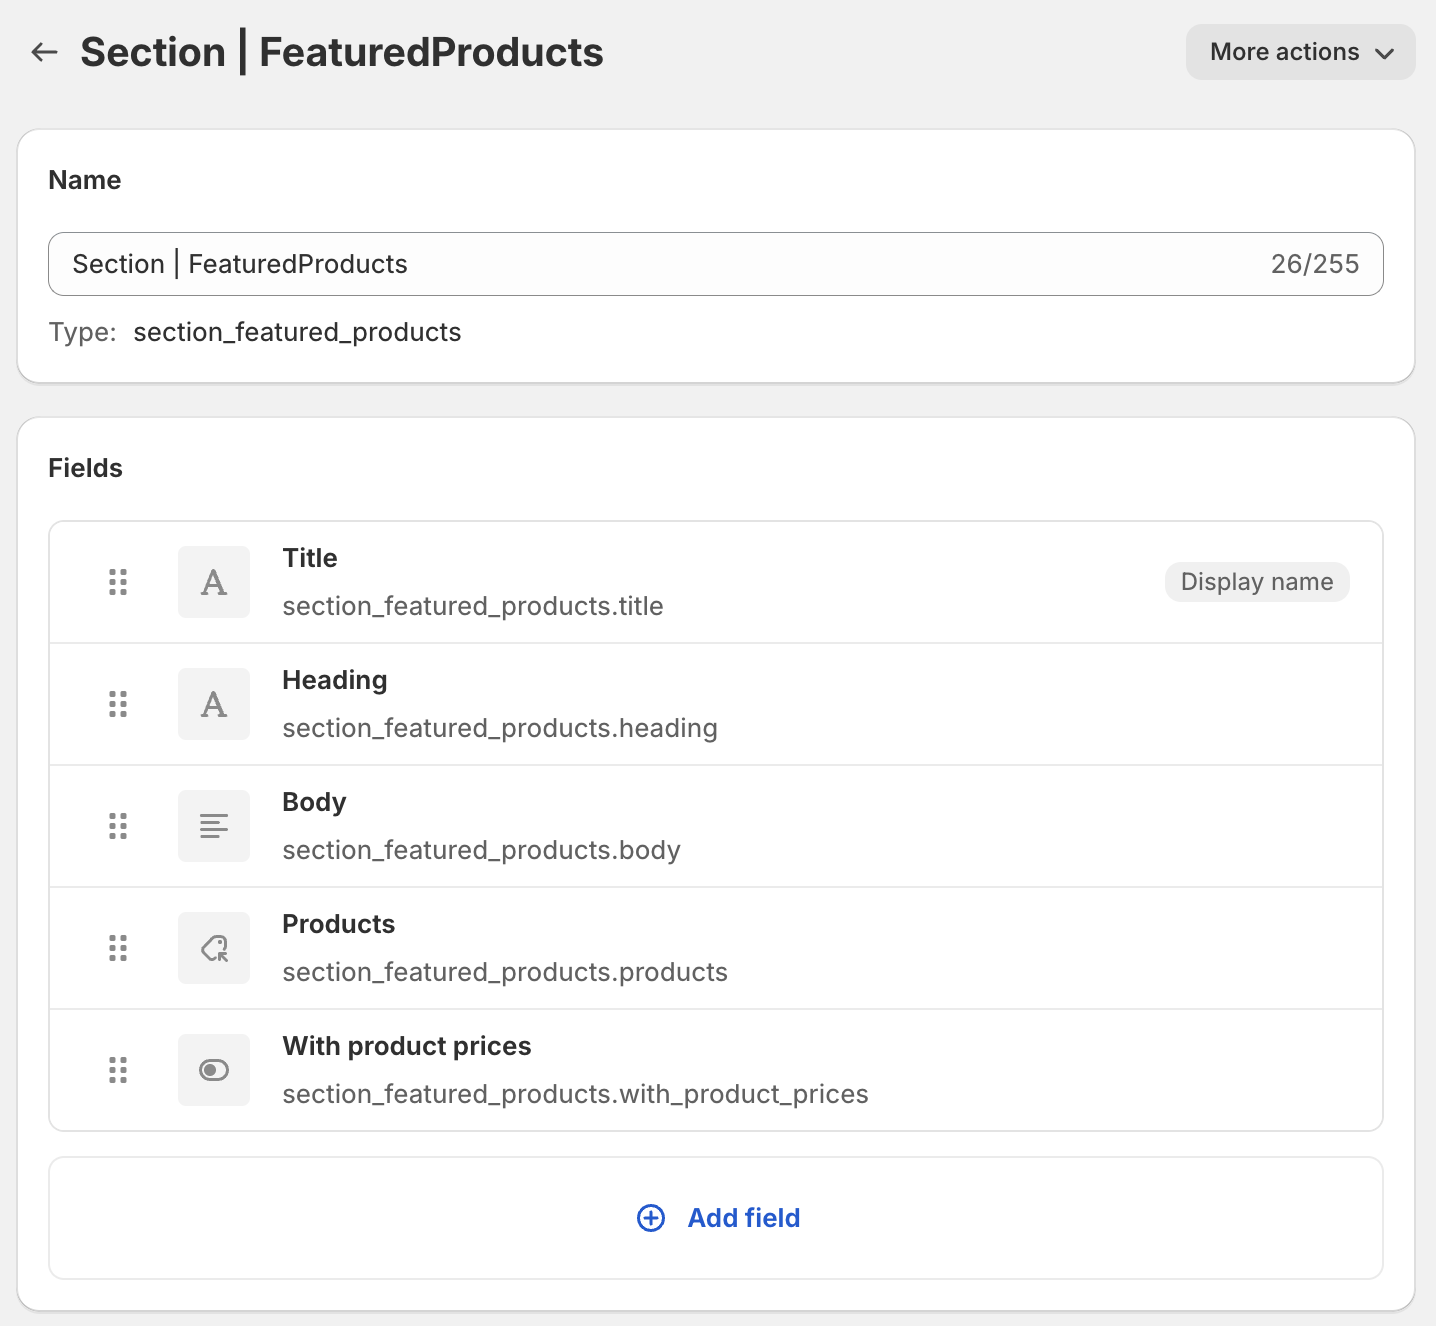 Section | FeaturedProducts
More actions
Name
Section | FeaturedProducts
26/255
Type: section_featured_products
Fields
Title
section_featured_products.title
Display name
Heading
section_featured_products.heading
Body
section_featured_products.body
Products
section_featured_products.products
With product prices
section_featured_products.with_product_prices
Add field